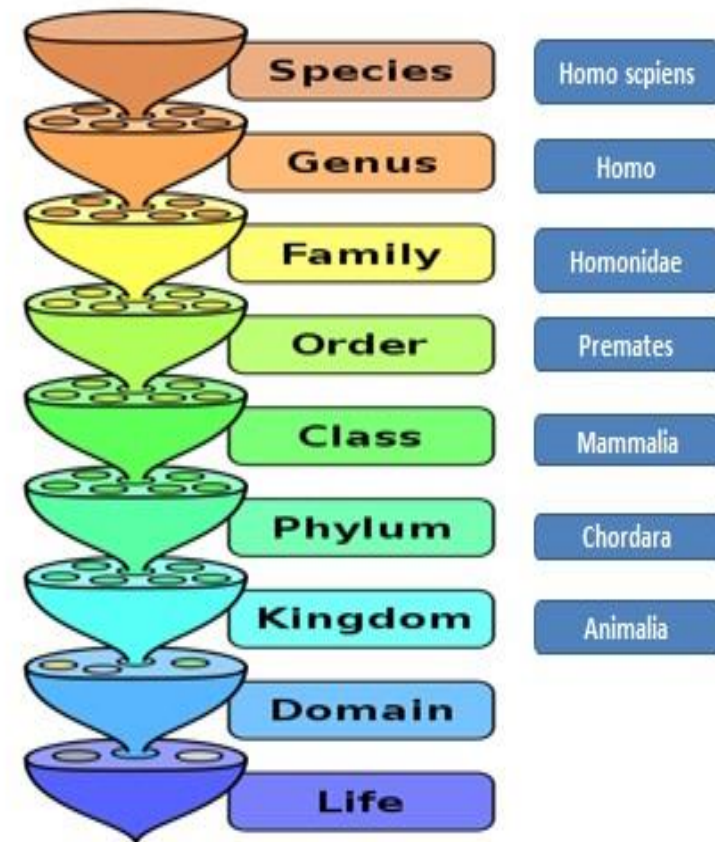 Species
Homo scpiens
Genus
Homo
Family
Homonidae
Order
Premates
Class
Mammalia
Phylum
Chordara
Kingdom
Animalia
Domain
Life